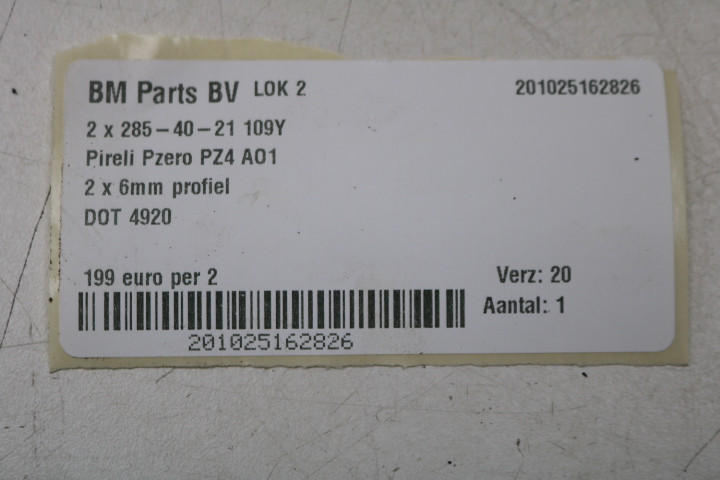 BM Parts BV LOK 2 201025162826
2 x 285-40-21 109Y
Pireli Pzero PZ4 AO1
2 x 6mm profiel
DOT 4920
199 euro per 2 Verz: 20
Aantal: 1
201025162826